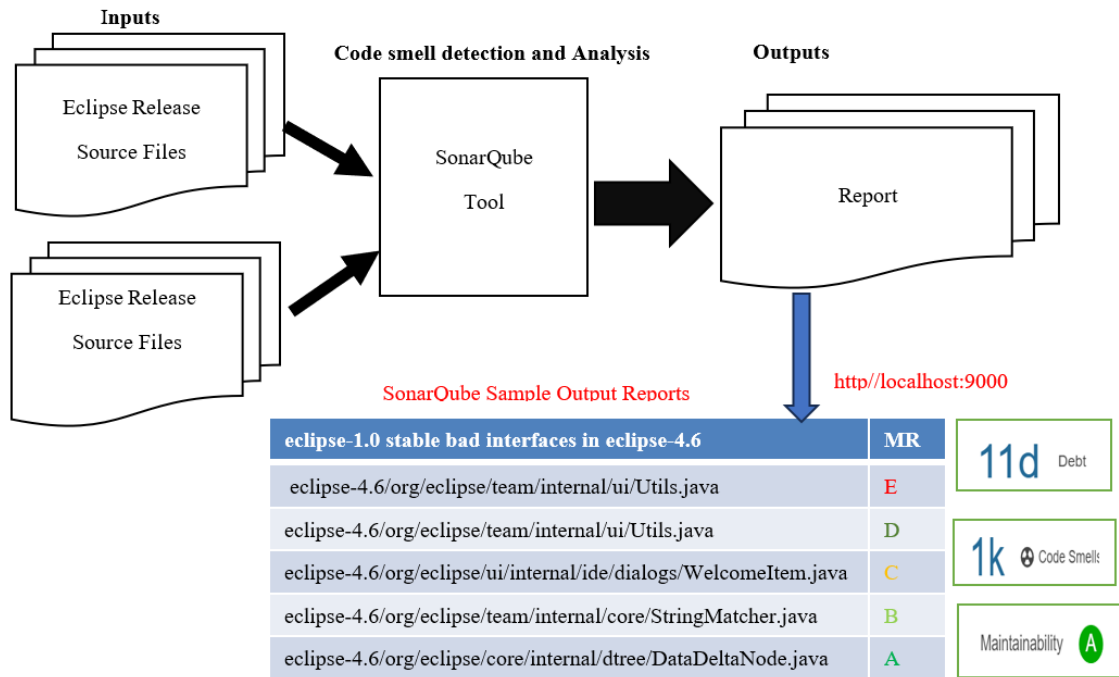 Inputs
Code smell detection and Analysis
Outputs
Eclipse Release
Source Files
SonarQube
Tool
Report
Eclipse Release
Source Files
http//localhost:9000
SonarQube Sample Output Reports
eclipse-1.0 stable bad interfaces in eclipse-4.6 MR
eclipse-4.6/org/eclipse/team/internal/ui/Utils.java E
eclipse-4.6/org/eclipse/team/internal/ui/Utils.java D
eclipse-4.6/org/eclipse/ui/internal/ide/dialogs/WelcomeItem.java C
eclipse-4.6/org/eclipse/team/internal/core/StringMatcher.java B
eclipse-4.6/org/eclipse/core/internal/dtree/DataDeltaNode.java A
11d Debt
1k Code Smells
Maintainability A